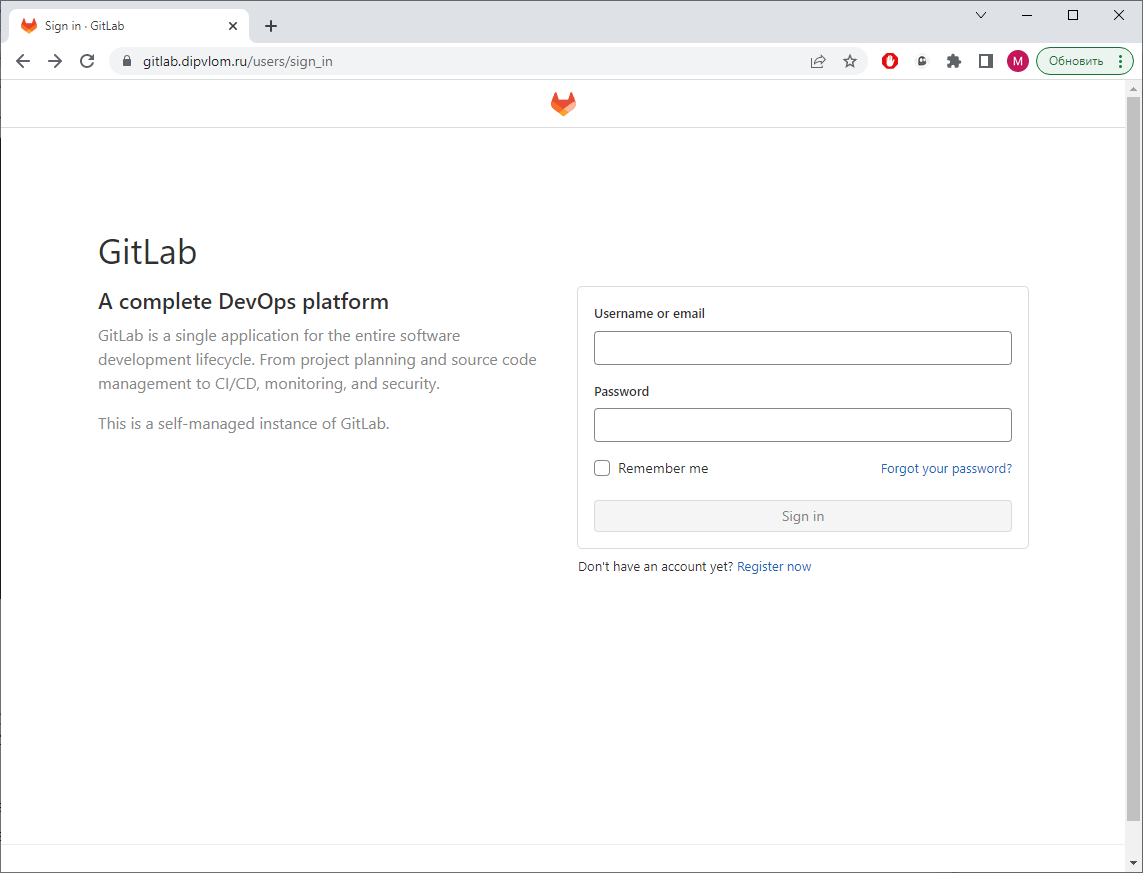 Sign in · GitLab
gitlab.dipvlom.ru/users/sign_in
M
Обновить
GitLab
A complete DevOps platform
GitLab is a single application for the entire software
development lifecycle. From project planning and source code
management to CI/CD, monitoring, and security.
This is a self-managed instance of GitLab.
Username or email
Password
Remember me
Forgot your password?
Sign in
Don't have an account yet? Register now